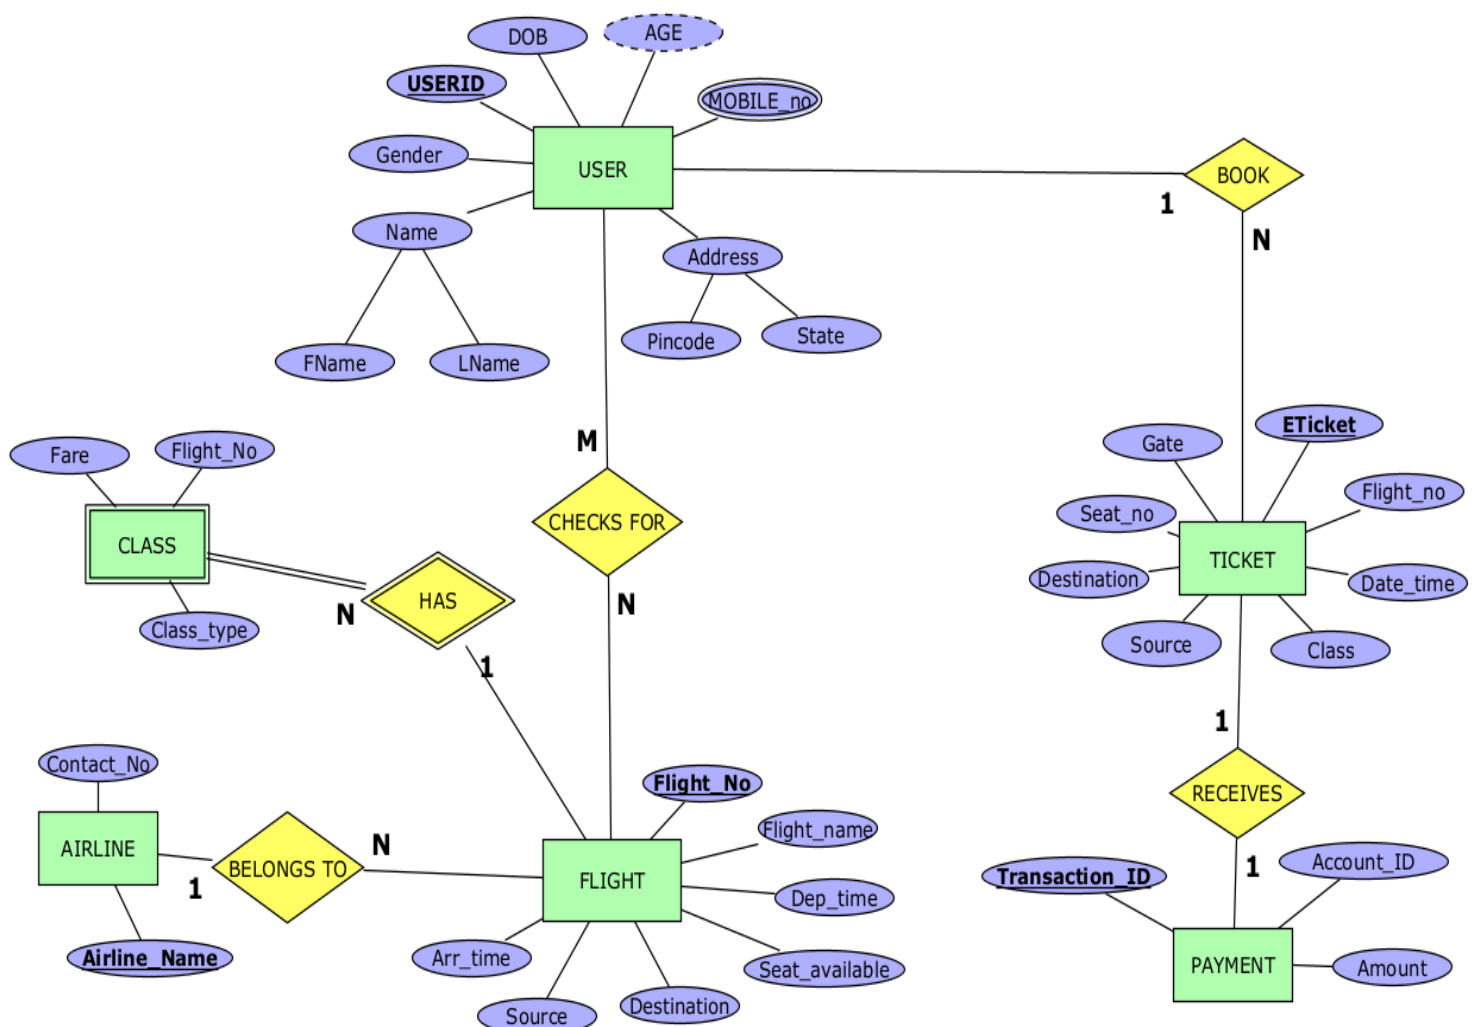 DOB
AGE
USERID
MOBILE_no
Gender
USER
BOOK
1
N
Name
Address
FName
LName
Pincode
State
M
CHECKS FOR
N
Fare
Flight_No
CLASS
Class_type
N
HAS
1
Gate
ETicket
Seat_no
Flight_no
TICKET
Destination
Date_time
Source
Class
1
RECEIVES
1
Contact_No
AIRLINE
BELONGS TO
1
N
Airline_Name
Flight_No
Flight_name
FLIGHT
Dep_time
Arr_time
Seat_available
Source
Destination
Transaction_ID
Account_ID
PAYMENT
Amount